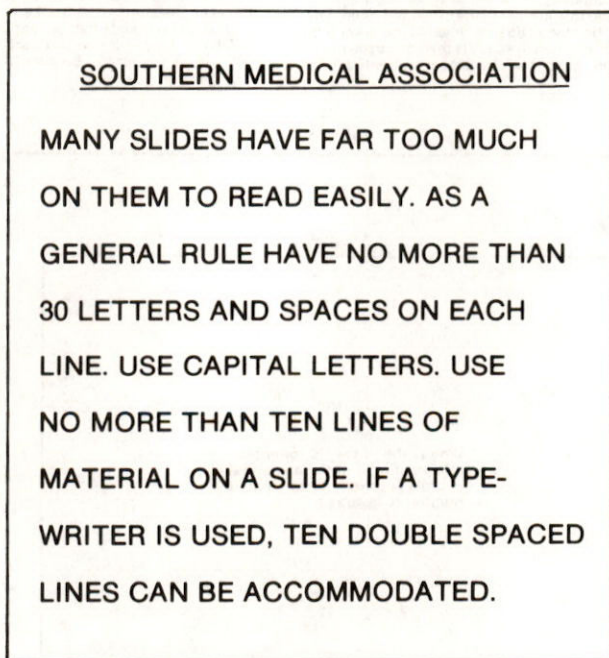 SOUTHERN MEDICAL ASSOCIATION
MANY SLIDES HAVE FAR TOO MUCH
ON THEM TO READ EASILY. AS A
GENERAL RULE HAVE NO MORE THAN
30 LETTERS AND SPACES ON EACH
LINE. USE CAPITAL LETTERS. USE
NO MORE THAN TEN LINES OF
MATERIAL ON A SLIDE. IF A TYPE-
WRITER IS USED, TEN DOUBLE SPACED
LINES CAN BE ACCOMMODATED.